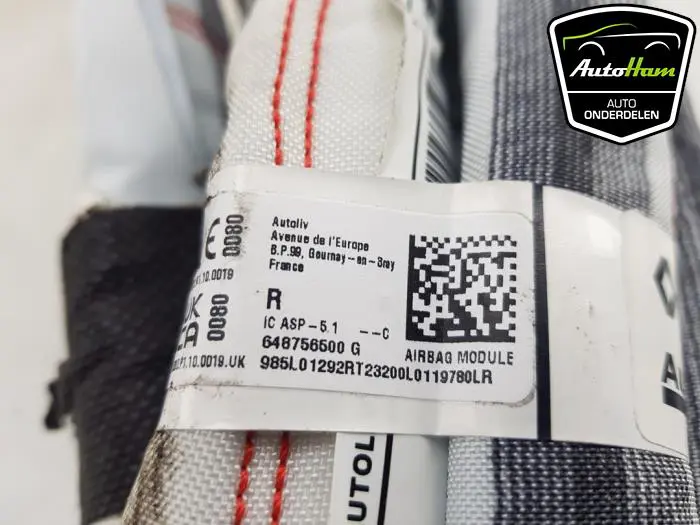 AutoHam
AUTO
ONDERDELEN
Autoliv
Avenue de l'Europe
B.P.99, Gournay-en-Bray
France
0080
.10.0019
R
IC ASP-5.1 --C
0080
648756500 G
AIRBAG MODULE
.10.0019.UK
985L01292RT23200L0119780LR
AUTOL